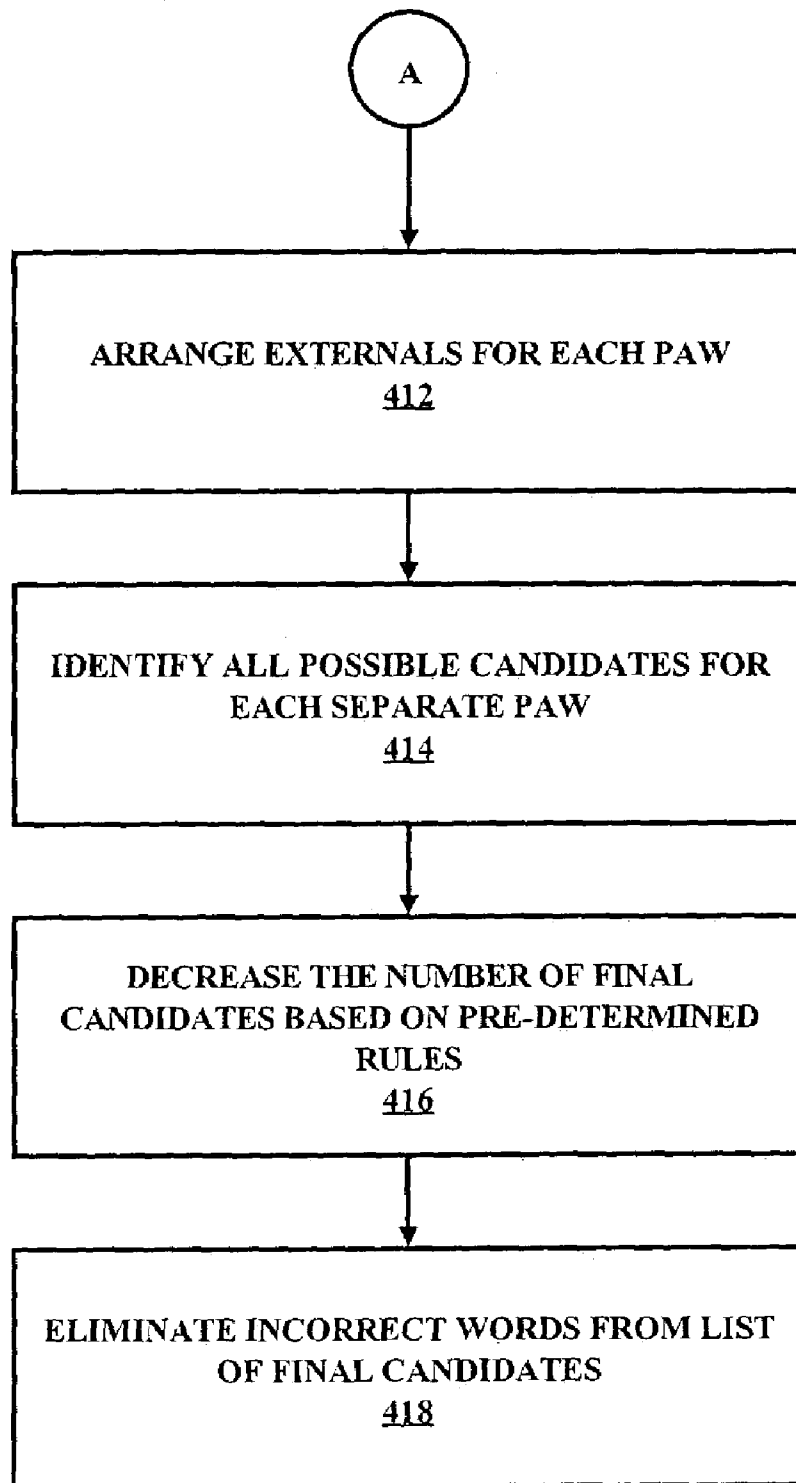 A
ARRANGE EXTERNALS FOR EACH PAW
412
IDENTIFY ALL POSSIBLE CANDIDATES FOR
EACH SEPARATE PAW
414
DECREASE THE NUMBER OF FINAL
CANDIDATES BASED ON PRE-DETERMINED
RULES
416
ELIMINATE INCORRECT WORDS FROM LIST
OF FINAL CANDIDATES
418